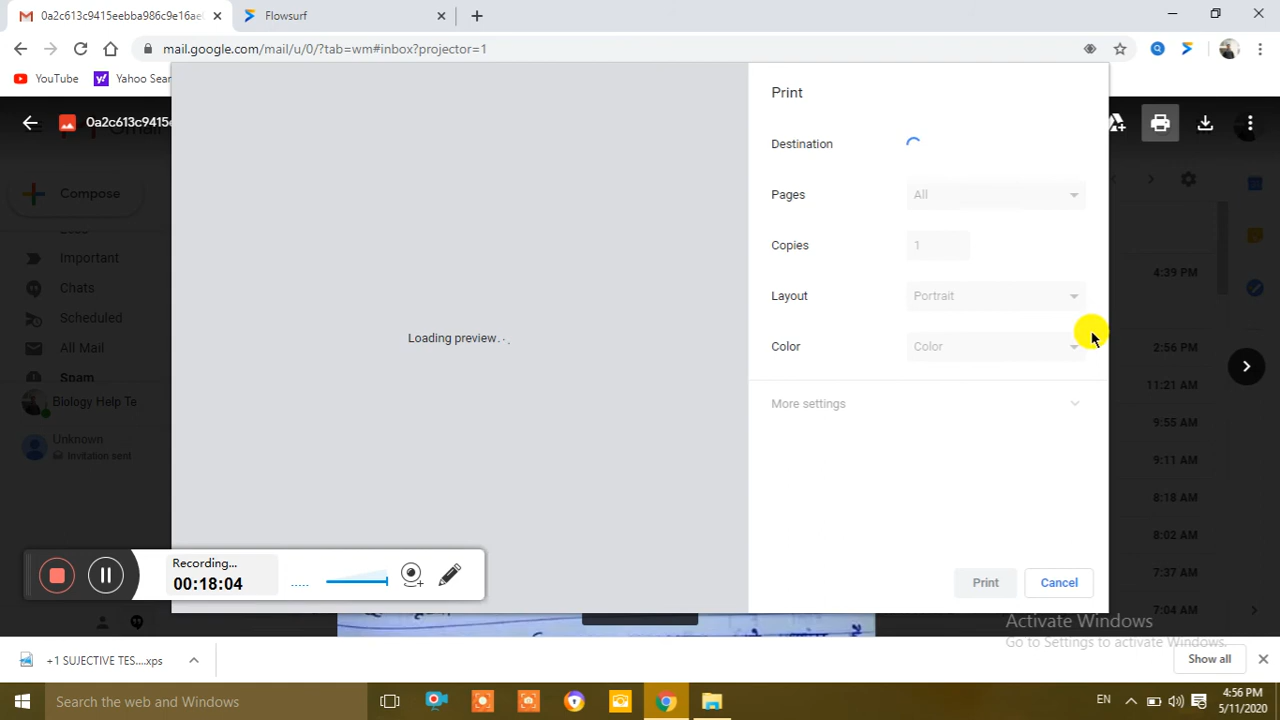 0a2c613c9415eebba986c9e16ae
Flowsurf
mail.google.com/mail/u/0/?tab=wm#inbox?projector=1
YouTube
Yahoo Sear
0a2c613c9415e
Gmail
Print
Destination
Pages
All
Copies
1
Layout
Portrait
Color
Color
More settings
Print
Cancel
Loading preview...
Compose
Important
Chats
Scheduled
All Mail
Spam
Biology Help Te
Unknown
Invitation sent
4:39 PM
2:56 PM
11:21 AM
9:55 AM
9:11 AM
8:18 AM
8:02 AM
7:37 AM
7:04 AM
Recording...
00:18:04
Activate Windows
Go to Settings to activate Windows.
+1 SUJECTIVE TES....xps
Show all
Search the web and Windows
EN
4:56 PM
5/11/2020